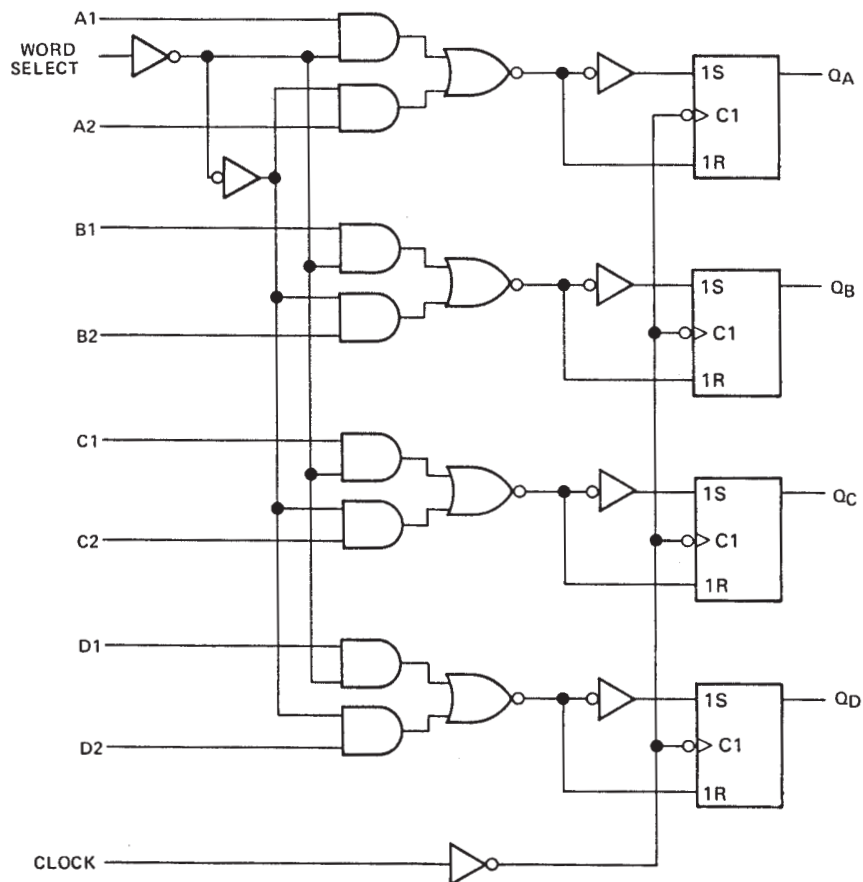 A1
WORD
SELECT
A2
1S
C1
1R
QA
B1
B2
1S
C1
1R
QB
C1
C2
1S
C1
1R
QC
D1
D2
1S
C1
1R
QD
CLOCK